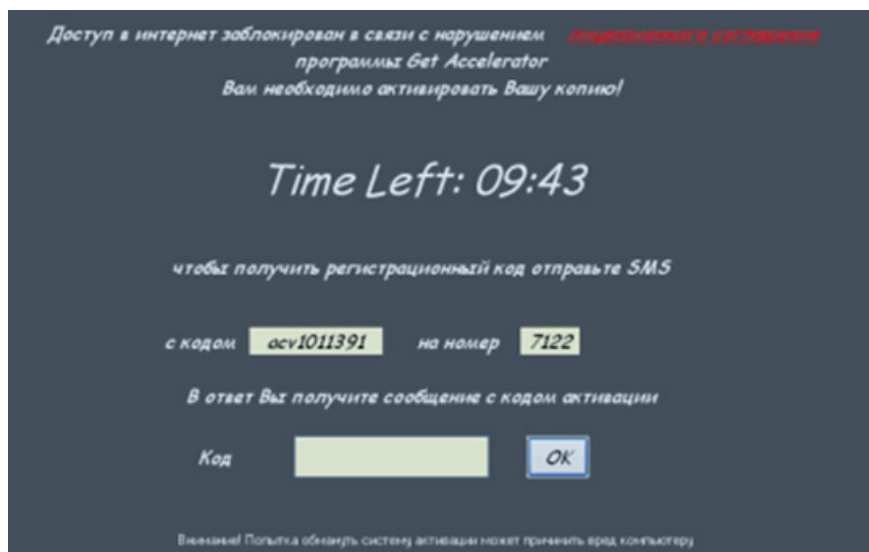 Доступ в интернет заблокирован в связи с нарушением лицензионного соглашения
программы Get Accelerator
Вам необходимо активировать Вашу копию!
Time Left: 09:43
чтобы получить регистрационный код отправьте SMS
с кодом acv1011391 на номер 7122
В ответ Вы получите сообщение с кодом активации
Код OK
Внимание! Попытка обмануть систему активации может причинить вред компьютеру